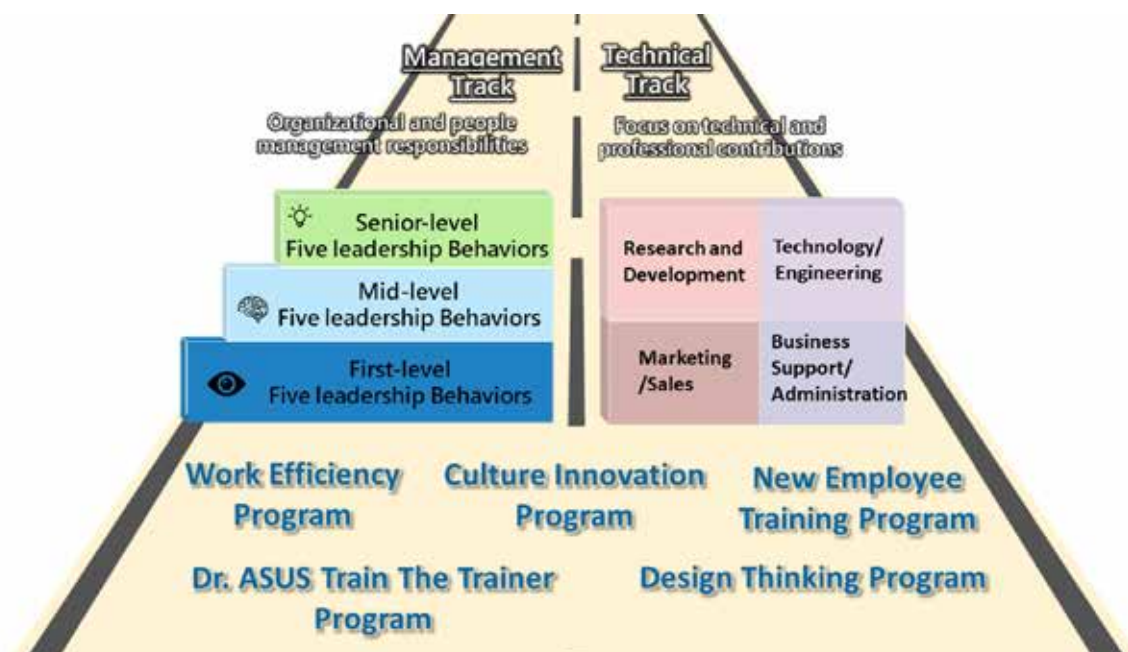 Management
Track
Organizational and people
management responsibilities
Technical
Track
Focus on technical and
professional contributions
Senior-level
Five leadership Behaviors
Mid-level
Five leadership Behaviors
First-level
Five leadership Behaviors
Research and
Development
Technology/
Engineering
Marketing
/Sales
Business
Support/
Administration
Work Efficiency
Program
Culture Innovation
Program
New Employee
Training Program
Dr. ASUS Train The Trainer
Program
Design Thinking Program